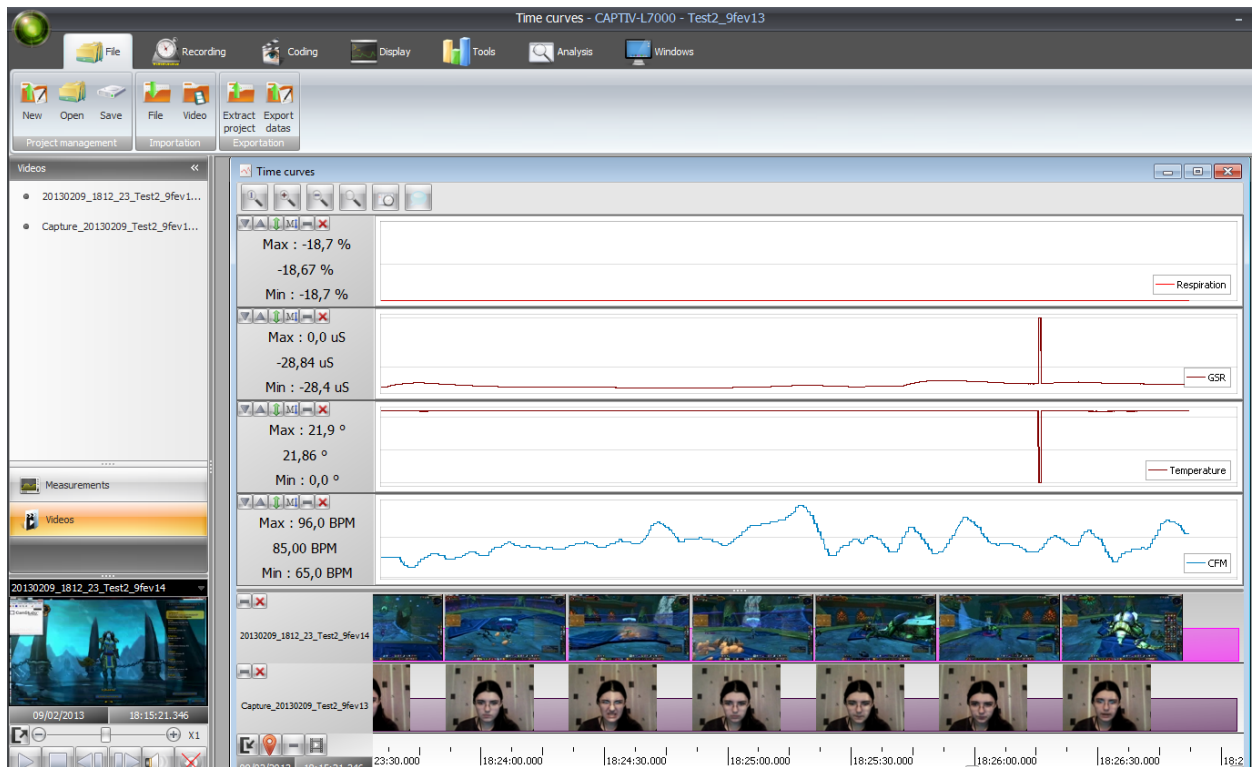 Time curves - CAPTIV-L7000 - Test2_9fev13
File
Recording
Coding
Display
Tools
Analysis
Windows
New
Open
Save
File
Video
Extract project
Export datas
Project management
Importation
Exportation
Videos
20130209_1812_23_Test2_9fev1...
Capture_20130209_Test2_9fev1...
Measurements
Videos
20130209_1812_23_Test2_9fev14
09/02/2013
18:15:21.346
X1
Time curves
Max : -18,7 %
-18,67 %
Min : -18,7 %
Respiration
Max : 0,0 uS
-28,84 uS
Min : -28,4 uS
GSR
Max : 21,9 º
21,86 º
Min : 0,0 º
Temperature
Max : 96,0 BPM
85,00 BPM
Min : 65,0 BPM
CFM
20130209_1812_23_Test2_9fev14
Capture_20130209_Test2_9fev13
23:30.000
18:24:00.000
18:24:30.000
18:25:00.000
18:25:30.000
18:26:00.000
18:26:30.000
18:2